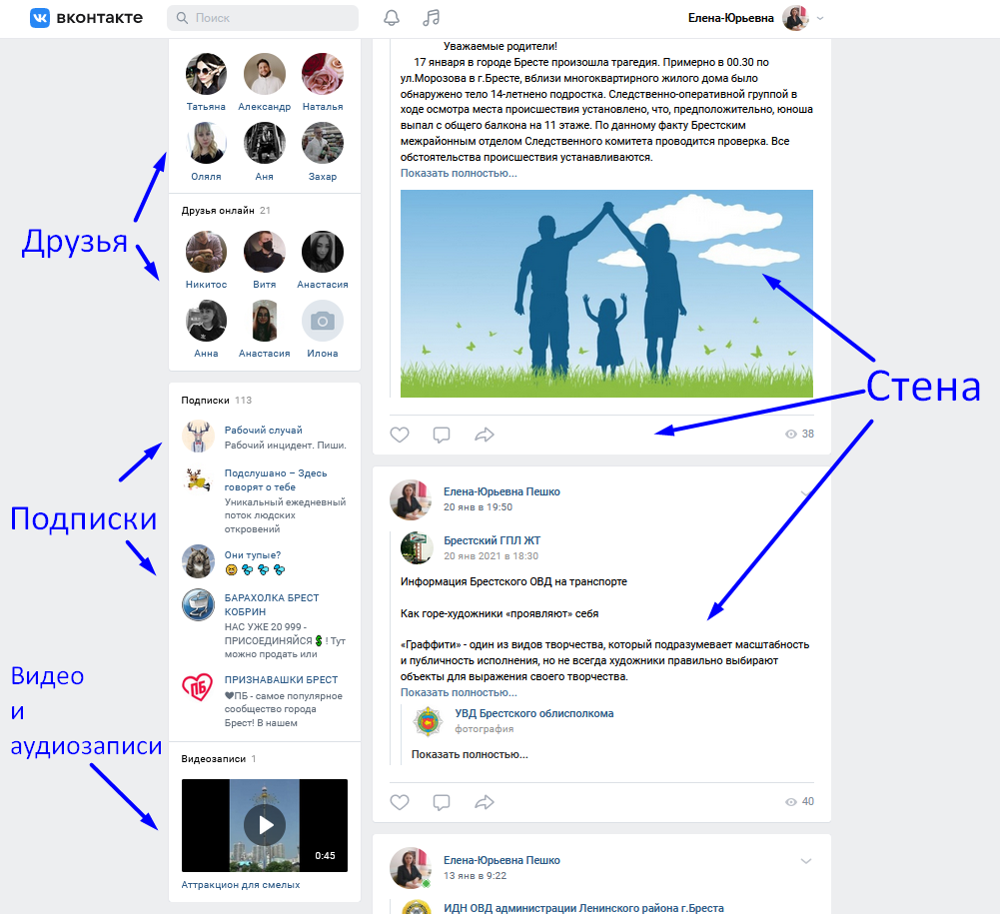 вконтакте
Поиск
Елена-Юрьевна
Татьяна Александр Наталья
Оляля Аня Захар
Друзья онлайн 21
Никитос Витя Анастасия
Анна Анастасия Илона
Друзья
Подписки 113
Рабочий случай
Рабочий инцидент. Пиши.
Подслушано – Здесь
говорят о тебе
Уникальный ежедневный
поток людских
откровений
Они тупые?
БАРАХОЛКА БРЕСТ
КОБРИН
НАС УЖЕ 20 999 -
ПРИСОЕДИНЯЙСЯ💲! Тут
можно продать или
ПРИЗНАВАШКИ БРЕСТ
❤ПБ - самое популярное
сообщество города
Брест! В нашем
Подписки
Видео
и
аудиозаписи
Видеозаписи 1
0:45
Аттракцион для смелых
Уважаемые родители!
17 января в городе Бресте произошла трагедия. Примерно в 00.30 по
ул.Морозова в г.Бресте, вблизи многоквартирного жилого дома было
обнаружено тело 14-летнено подростка. Следственно-оперативной группой в
ходе осмотра места происшествия установлено, что, предположительно, юноша
выпал с общего балкона на 11 этаже. По данному факту Брестским
межрайонным отделом Следственного комитета проводится проверка. Все
обстоятельства происшествия устанавливаются.
Показать полностью...
Стена
38
Елена-Юрьевна Пешко
20 янв в 19:50
Брестский ГПЛ ЖТ
20 янв 2021 в 18:30
Информация Брестского ОВД на транспорте
Как горе-художники «проявляют» себя
«Граффити» - один из видов творчества, который подразумевает масштабность
и публичность исполнения, но не всегда художники правильно выбирают
объекты для выражения своего творчества.
Показать полностью...
УВД Брестского облисполкома
фотография
Показать полностью...
40
Елена-Юрьевна Пешко
13 янв в 9:22
ИДН ОВД администрации Ленинского района г.Бреста